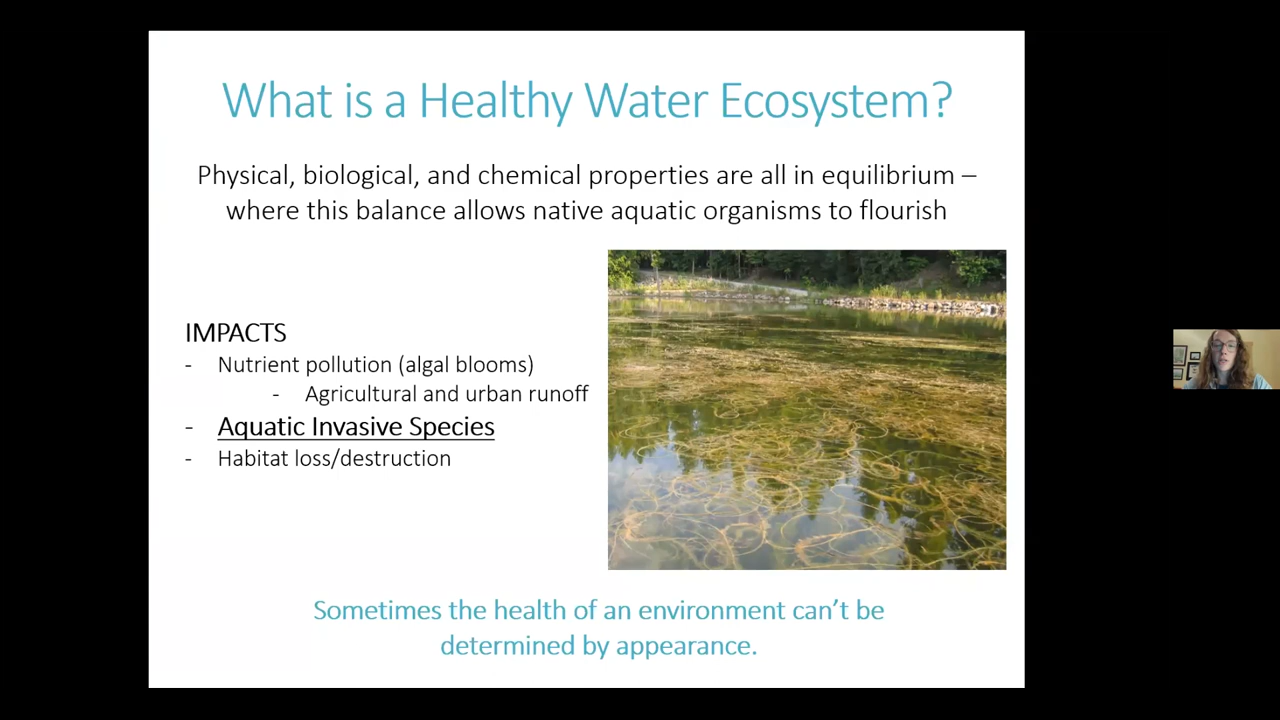 What is a Healthy Water Ecosystem?
Physical, biological, and chemical properties are all in equilibrium –
where this balance allows native aquatic organisms to flourish
IMPACTS
- Nutrient pollution (algal blooms)
- Agricultural and urban runoff
- Aquatic Invasive Species
- Habitat loss/destruction
Sometimes the health of an environment can’t be
determined by appearance.